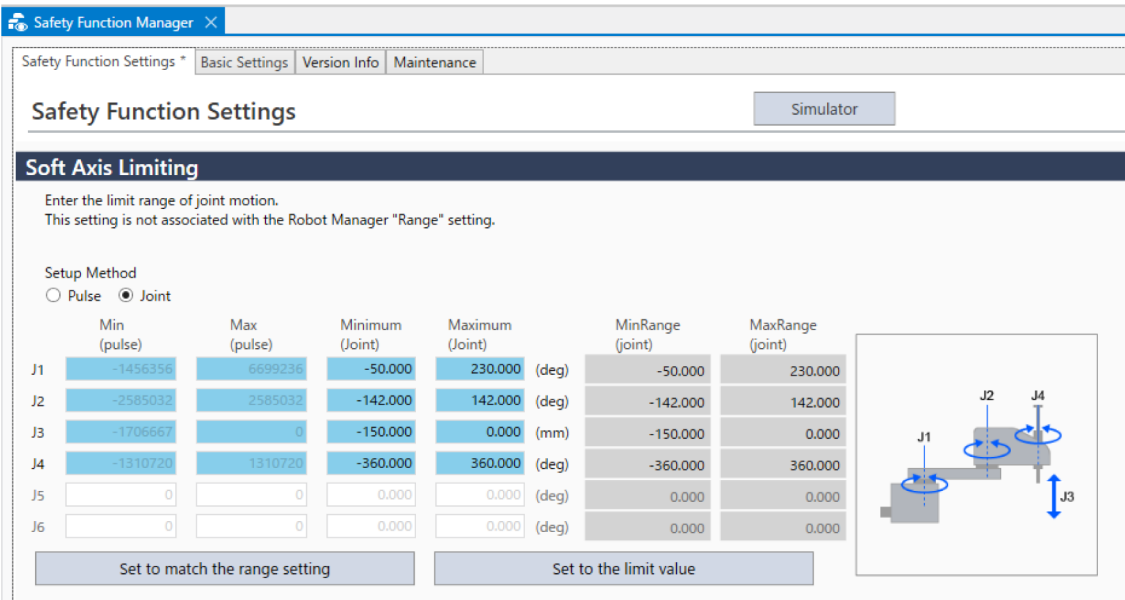 Safety Function Manager ×
Safety Function Settings * Basic Settings Version Info Maintenance
Safety Function Settings Simulator
Soft Axis Limiting
Enter the limit range of joint motion.
This setting is not associated with the Robot Manager "Range" setting.
Setup Method
Pulse Joint
Min Max Minimum Maximum MinRange MaxRange
(pulse) (pulse) (Joint) (Joint) (joint) (joint)
J1 -1456356 6699236 -50.000 230.000 (deg) -50.000 230.000
J2 -2585032 2585032 -142.000 142.000 (deg) -142.000 142.000
J3 -1706667 0 -150.000 0.000 (mm) -150.000 0.000
J4 -1310720 1310720 -360.000 360.000 (deg) -360.000 360.000
J5 0 0 0.000 0.000 (deg) 0.000 0.000
J6 0 0 0.000 0.000 (deg) 0.000 0.000
J2 J4
J1
J3
Set to match the range setting Set to the limit value